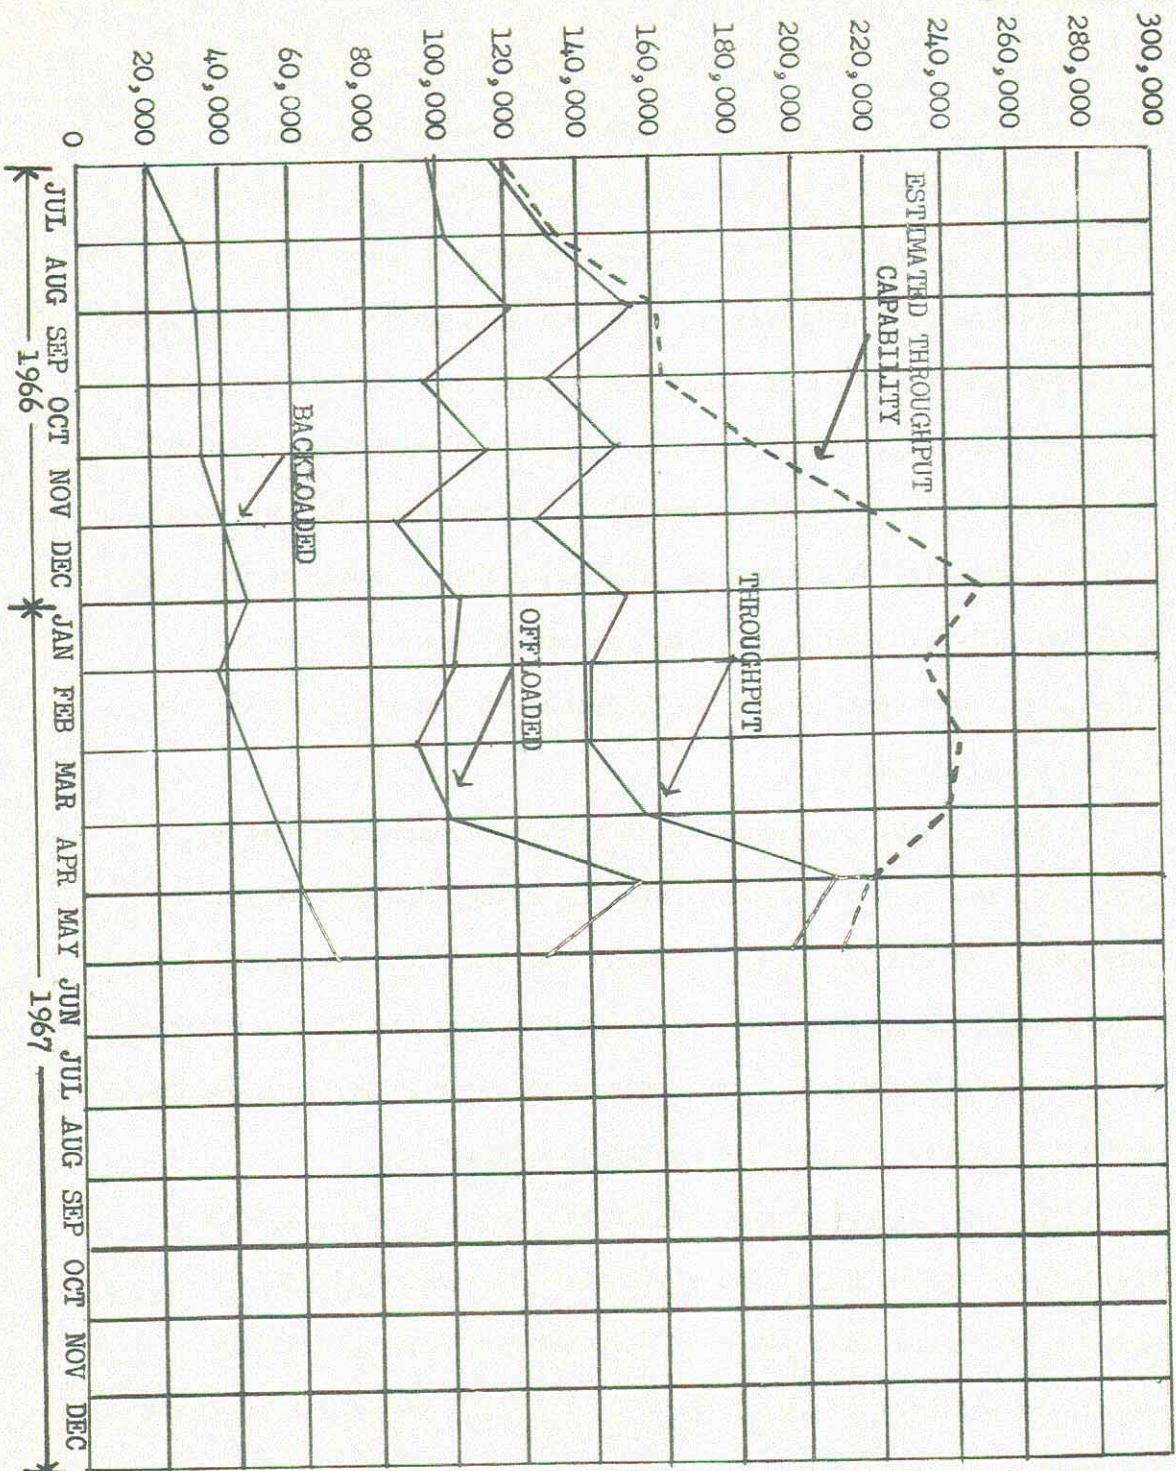 300,000
280,000
260,000
240,000
220,000
200,000
180,000
160,000
140,000
120,000
100,000
80,000
60,000
40,000
20,000
0
ESTIMATED THROUGHPUT
CAPABILITY
THROUGHPUT
OFFLOADED
BACKLOADED
JUL AUG SEP OCT NOV DEC JAN FEB MAR APR MAY JUN JUL AUG SEP OCT NOV DEC
1966 1967